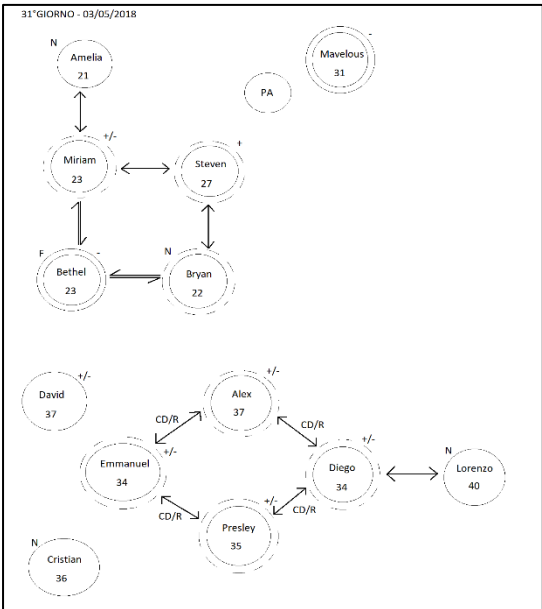 31°GIORNO - 03/05/2018
N
Amelia
21
-
Mavelous
31
PA
+/-
Miriam
23
+
Steven
27
F
-
Bethel
23
N
Bryan
22
+/-
David
37
+/-
Alex
37
CD/R
CD/R
+/-
Emmanuel
34
+/-
Diego
34
N
Lorenzo
40
CD/R
CD/R
+/-
Presley
35
N
Cristian
36